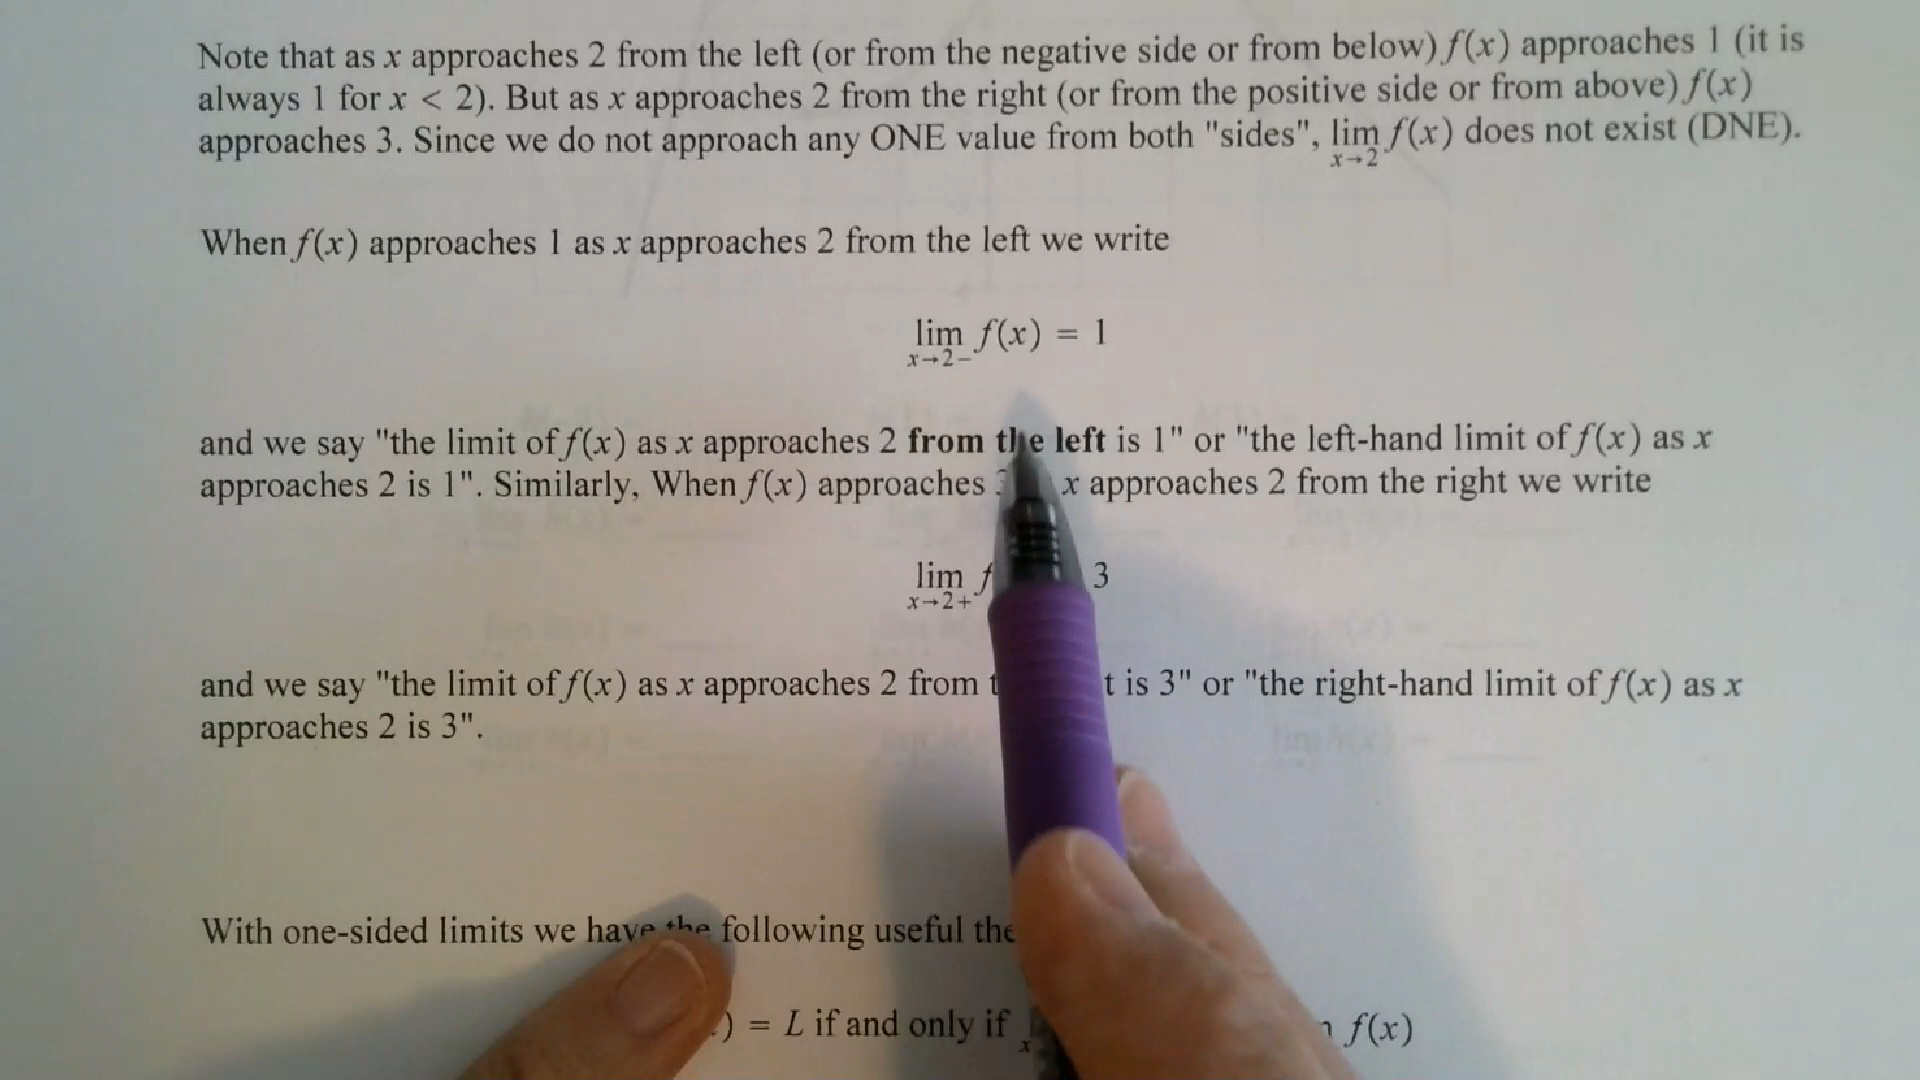 Note that as x approaches 2 from the left (or from the negative side or from below) f(x) approaches 1 (it is
always 1 for x < 2). But as x approaches 2 from the right (or from the positive side or from above) f(x)
approaches 3. Since we do not approach any ONE value from both "sides", lim f(x) does not exist (DNE).
x→2
When f(x) approaches 1 as x approaches 2 from the left we write
lim f(x) = 1
x→2−
and we say "the limit of f(x) as x approaches 2 from the left is 1" or "the left-hand limit of f(x) as x
approaches 2 is 1". Similarly, When f(x) approaches x approaches 2 from the right we write
lim f 3
x→2+
and we say "the limit of f(x) as x approaches 2 from is 3" or "the right-hand limit of f(x) as x
approaches 2 is 3".
With one-sided limits we have the following useful
) = L if and only if f(x)
x